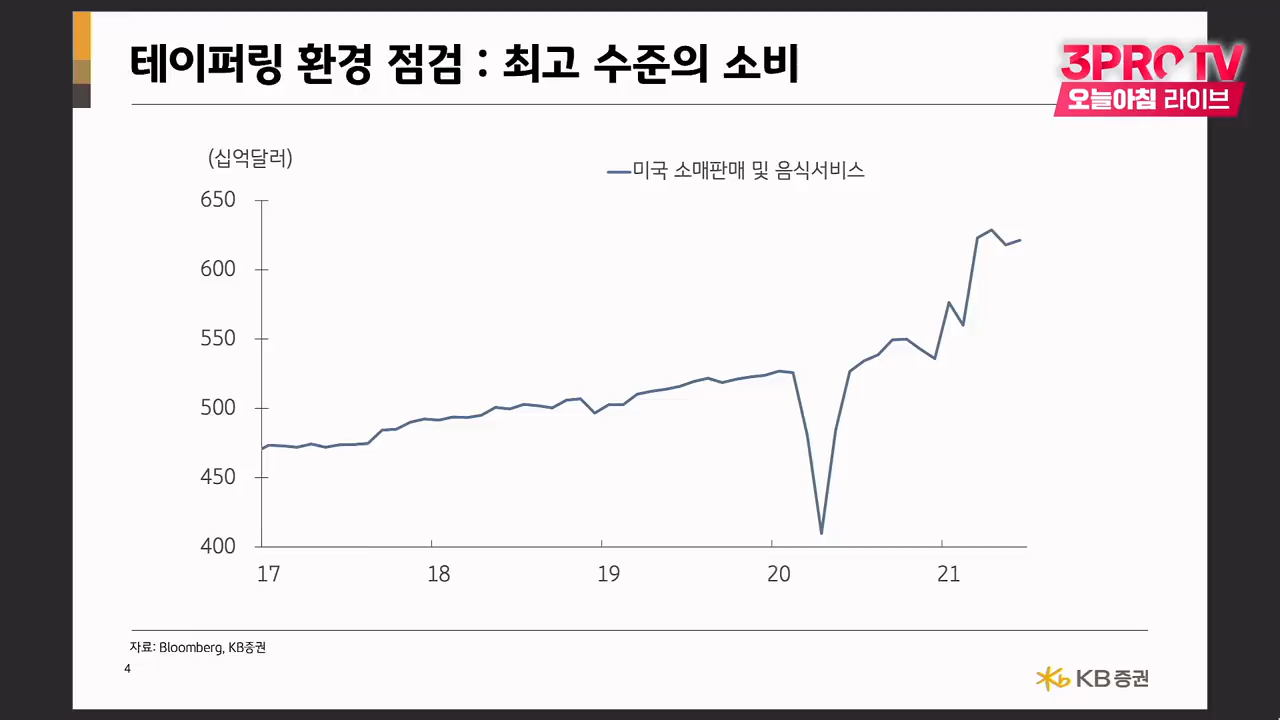 테이퍼링 환경 점검 : 최고 수준의 소비
3PRO TV
오늘아침 라이브
(십억달러)
미국 소매판매 및 음식서비스
650
600
550
500
450
400
17 18 19 20 21
자료: Bloomberg, KB증권
4
KB증권